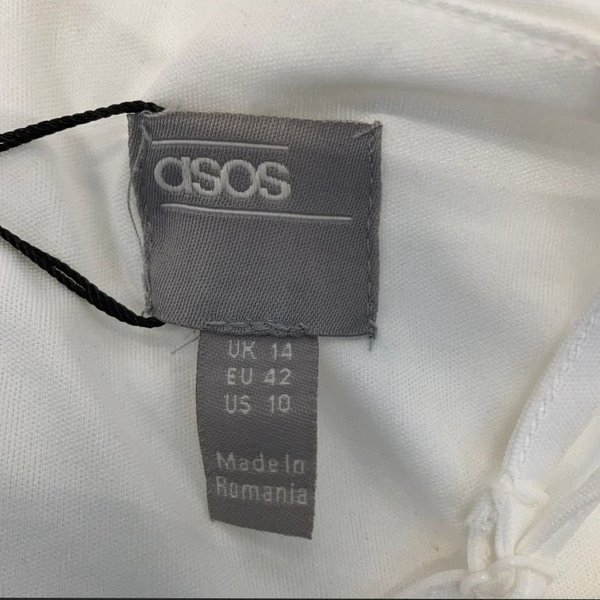 asos
UK 14
EU 42
US 10
Made In
Romania